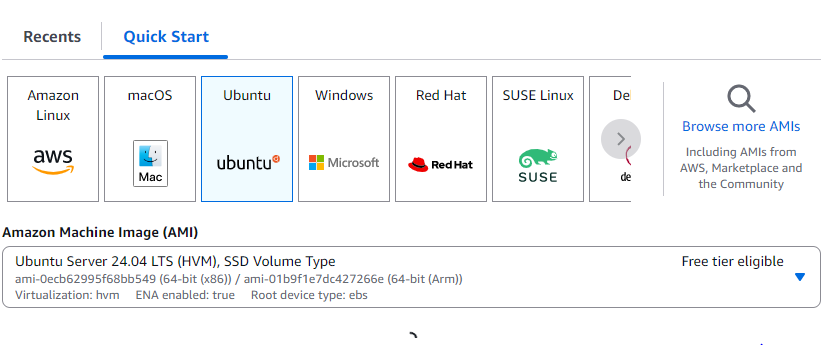 Recents
Quick Start
Amazon
Linux
aws
macOS
Mac
Ubuntu
ubuntu
Windows
Microsoft
Red Hat
Red Hat
SUSE Linux
SUSE
De
de
Browse more AMIs
Including AMIs from
AWS, Marketplace and
the Community
Amazon Machine Image (AMI)
Ubuntu Server 24.04 LTS (HVM), SSD Volume Type
Free tier eligible
ami-0ecb62995f68bb549 (64-bit (x86)) / ami-01b9f1e7dc427266e (64-bit (Arm))
Virtualization: hvm ENA enabled: true Root device type: ebs